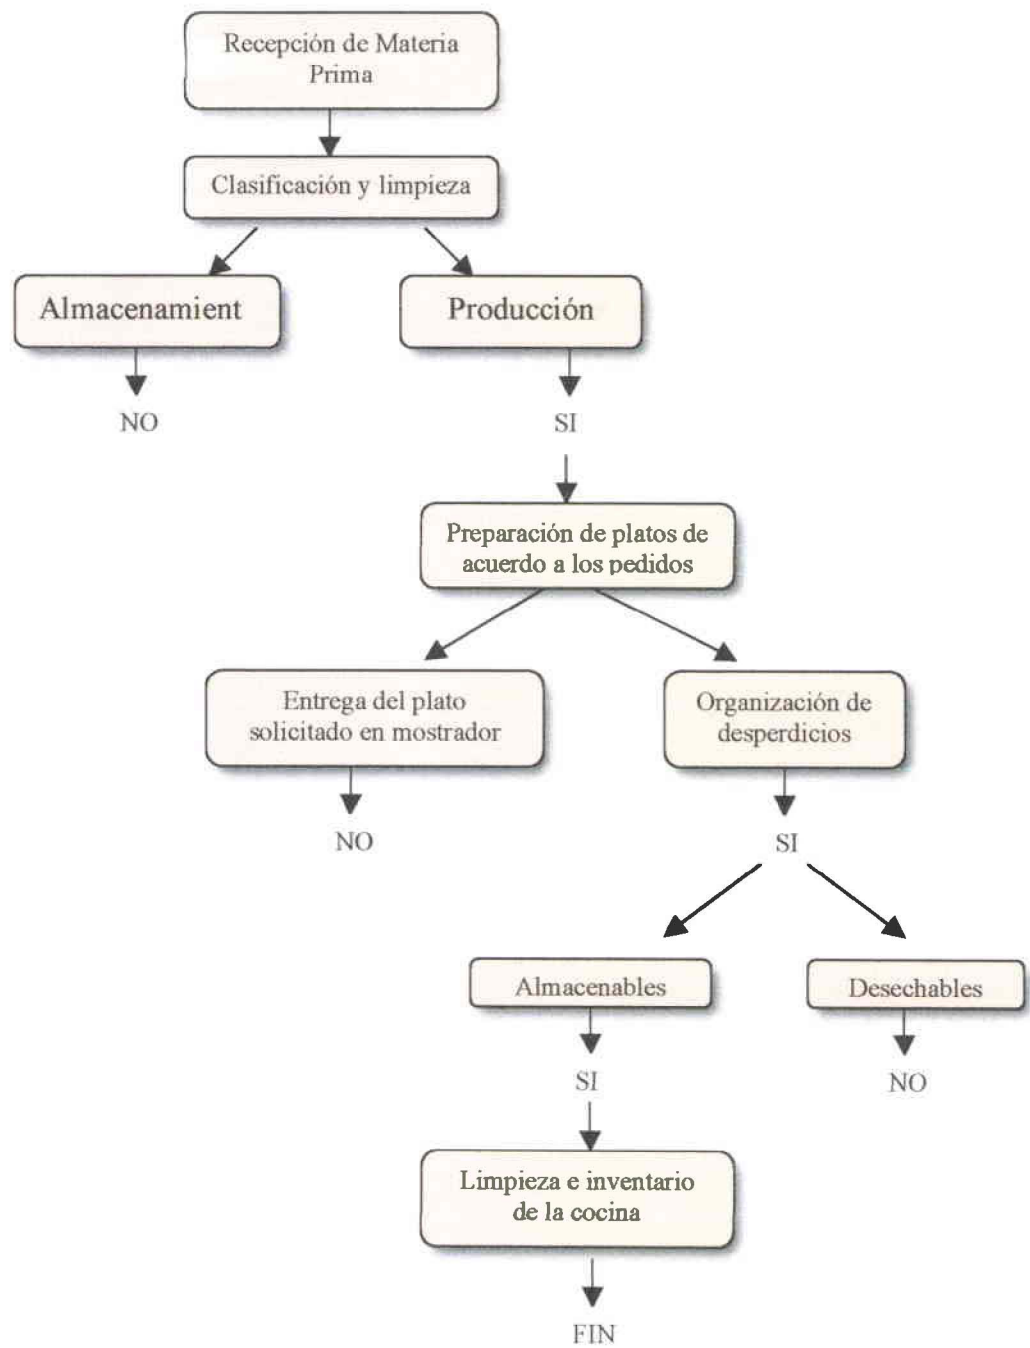 Recepción de Materia
Prima
Clasificación y limpieza
Almacenamient
Producción
NO
SI
Preparación de platos de
acuerdo a los pedidos
Entrega del plato
solicitado en mostrador
Organización de
desperdicios
NO
SI
Almacenables
Desechables
SI
NO
Limpieza e inventario
de la cocina
FIN